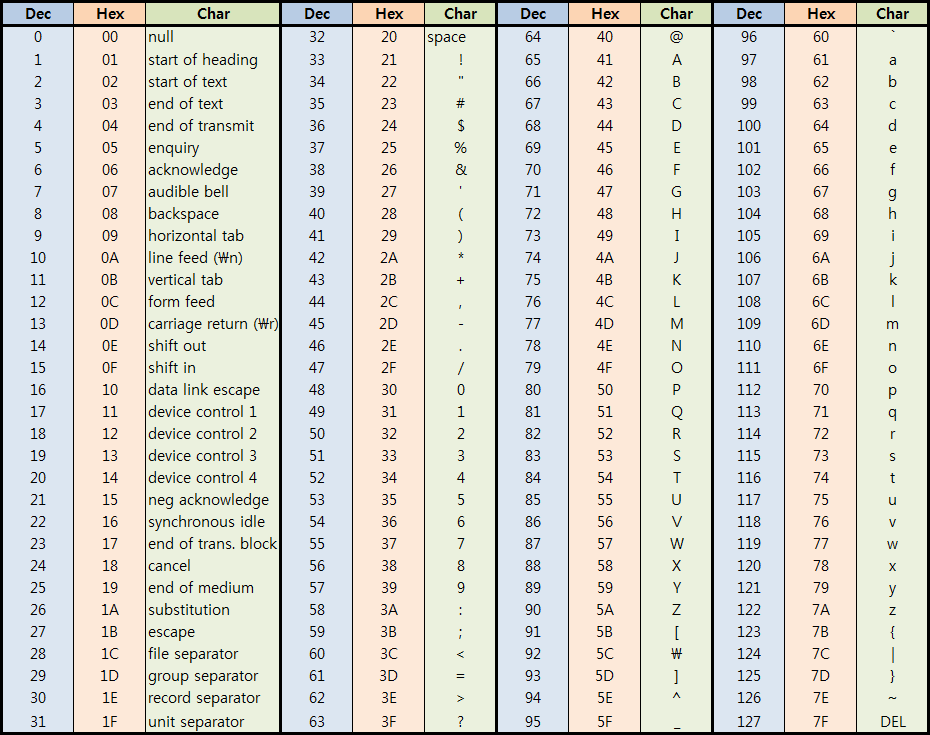 Dec Hex Char Dec Hex Char Dec Hex Char Dec Hex Char
0 00 null 32 20 space 64 40 @ 96 60 `
1 01 start of heading 33 21 ! 65 41 A 97 61 a
2 02 start of text 34 22 " 66 42 B 98 62 b
3 03 end of text 35 23 # 67 43 C 99 63 c
4 04 end of transmit 36 24 $ 68 44 D 100 64 d
5 05 enquiry 37 25 % 69 45 E 101 65 e
6 06 acknowledge 38 26 & 70 46 F 102 66 f
7 07 audible bell 39 27 ' 71 47 G 103 67 g
8 08 backspace 40 28 ( 72 48 H 104 68 h
9 09 horizontal tab 41 29 ) 73 49 I 105 69 i
10 0A line feed (₩n) 42 2A * 74 4A J 106 6A j
11 0B vertical tab 43 2B + 75 4B K 107 6B k
12 0C form feed 44 2C , 76 4C L 108 6C l
13 0D carriage return (₩r) 45 2D - 77 4D M 109 6D m
14 0E shift out 46 2E . 78 4E N 110 6E n
15 0F shift in 47 2F / 79 4F O 111 6F o
16 10 data link escape 48 30 0 80 50 P 112 70 p
17 11 device control 1 49 31 1 81 51 Q 113 71 q
18 12 device control 2 50 32 2 82 52 R 114 72 r
19 13 device control 3 51 33 3 83 53 S 115 73 s
20 14 device control 4 52 34 4 84 54 T 116 74 t
21 15 neg acknowledge 53 35 5 85 55 U 117 75 u
22 16 synchronous idle 54 36 6 86 56 V 118 76 v
23 17 end of trans. block 55 37 7 87 57 W 119 77 w
24 18 cancel 56 38 8 88 58 X 120 78 x
25 19 end of medium 57 39 9 89 59 Y 121 79 y
26 1A substitution 58 3A : 90 5A Z 122 7A z
27 1B escape 59 3B ; 91 5B [ 123 7B {
28 1C file separator 60 3C < 92 5C ₩ 124 7C |
29 1D group separator 61 3D = 93 5D ] 125 7D }
30 1E record separator 62 3E > 94 5E ^ 126 7E ~
31 1F unit separator 63 3F ? 95 5F _ 127 7F DEL